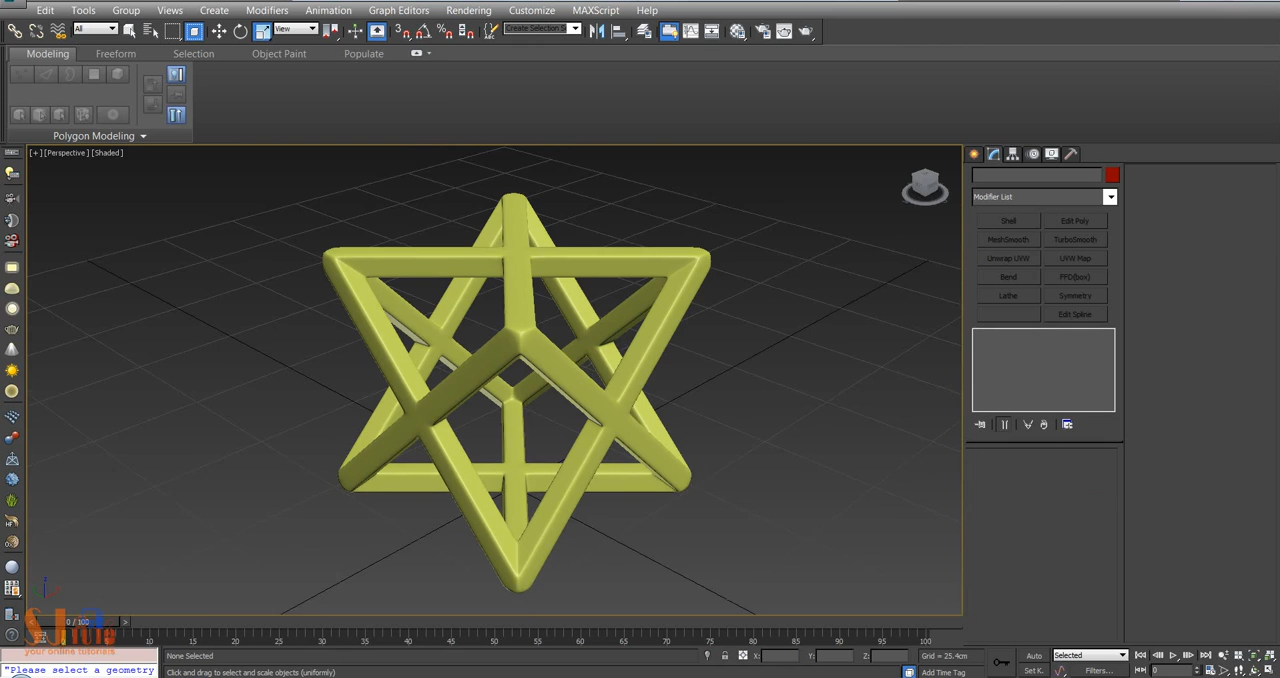 Edit Tools Group Views Create Modifiers Animation Graph Editors Rendering Customize MAXScript Help
All View Create Selection Se
Modeling Freeform Selection Object Paint Populate
Polygon Modeling
[+] [Perspective] [Shaded]
Modifier List
Shell Edit Poly
MeshSmooth TurboSmooth
Unwrap UVW UVW Map
Bend FFD(box)
Lathe Symmetry
Edit Spline
0 / 100
10 15 20 25 30 35 40 45 50 55 60 65 70 75 80 85 90 95 100
your online tutorials
None Selected X: Y: Z: Grid = 25.4cm Auto Selected
"Please select a geometry Click and drag to select and scale objects (uniformly) Add Time Tag Set K. Filters... 0